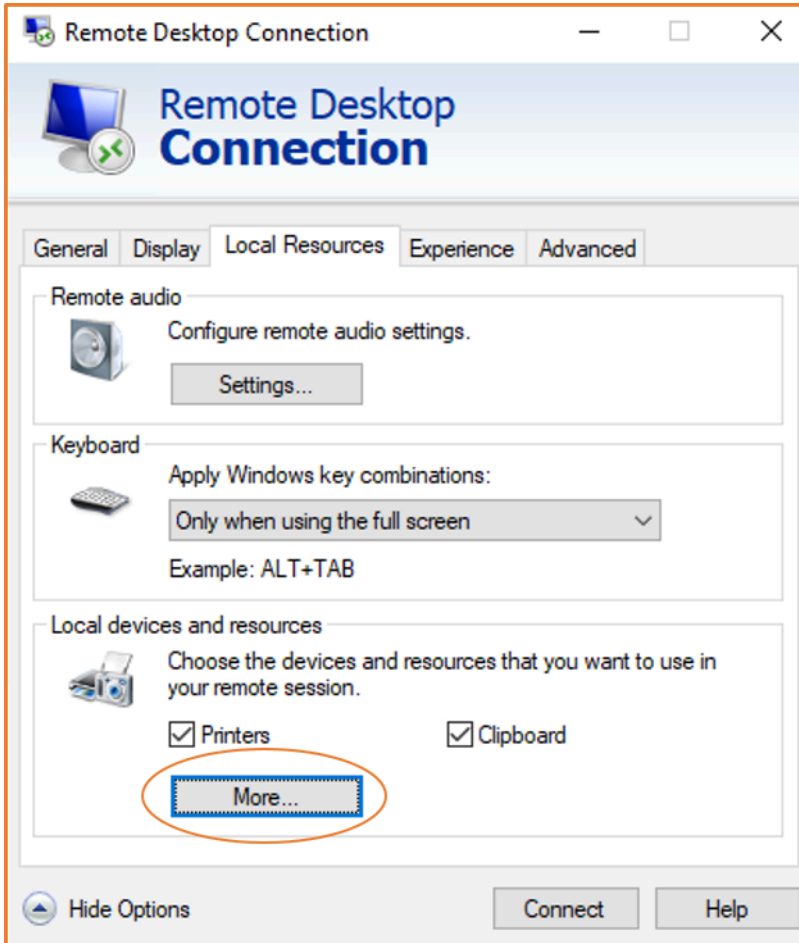 Remote Desktop Connection
Remote Desktop
Connection
General Display Local Resources Experience Advanced
Remote audio
Configure remote audio settings.
Settings...
Keyboard
Apply Windows key combinations:
Only when using the full screen
Example: ALT+TAB
Local devices and resources
Choose the devices and resources that you want to use in
your remote session.
Printers Clipboard
More...
Hide Options Connect Help